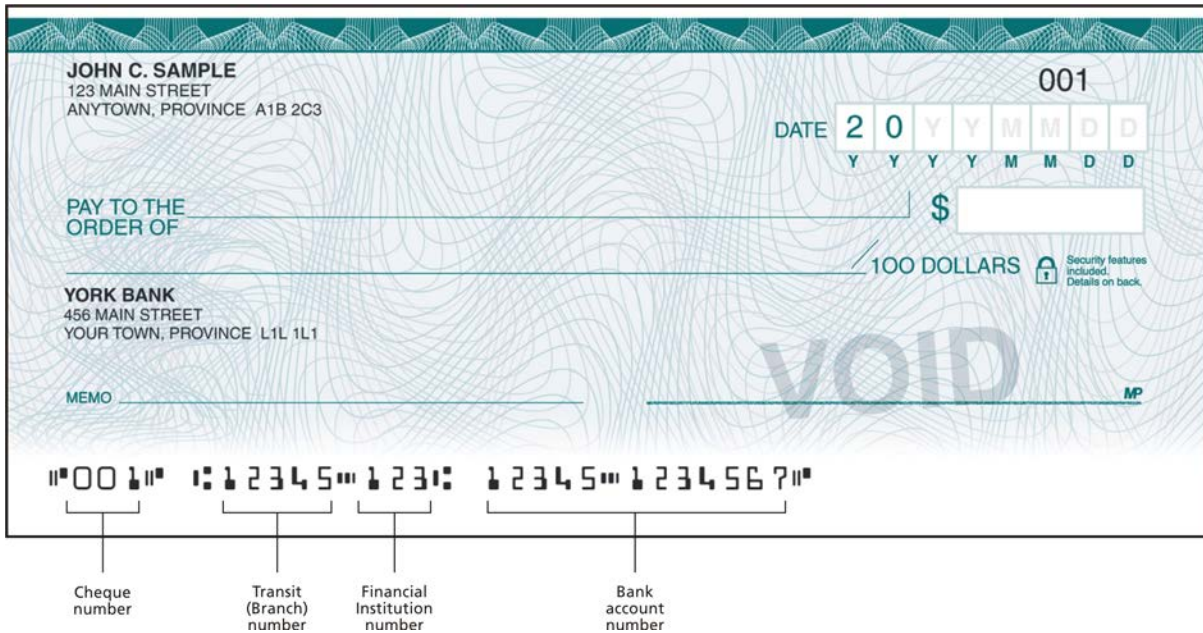 JOHN C. SAMPLE
123 MAIN STREET
ANYTOWN, PROVINCE A1B 2C3
001
DATE 2 0 Y Y M M D D
Y Y Y Y M M D D
PAY TO THE
ORDER OF
$
100 DOLLARS
Security features
included.
Details on back.
YORK BANK
456 MAIN STREET
YOUR TOWN, PROVINCE L1L 1L1
VOID
MEMO
MP
⑈001⑈ ⑆12345⑉123⑆ 12345⑉1234567⑈
Cheque
number
Transit
(Branch)
number
Financial
Institution
number
Bank
account
number